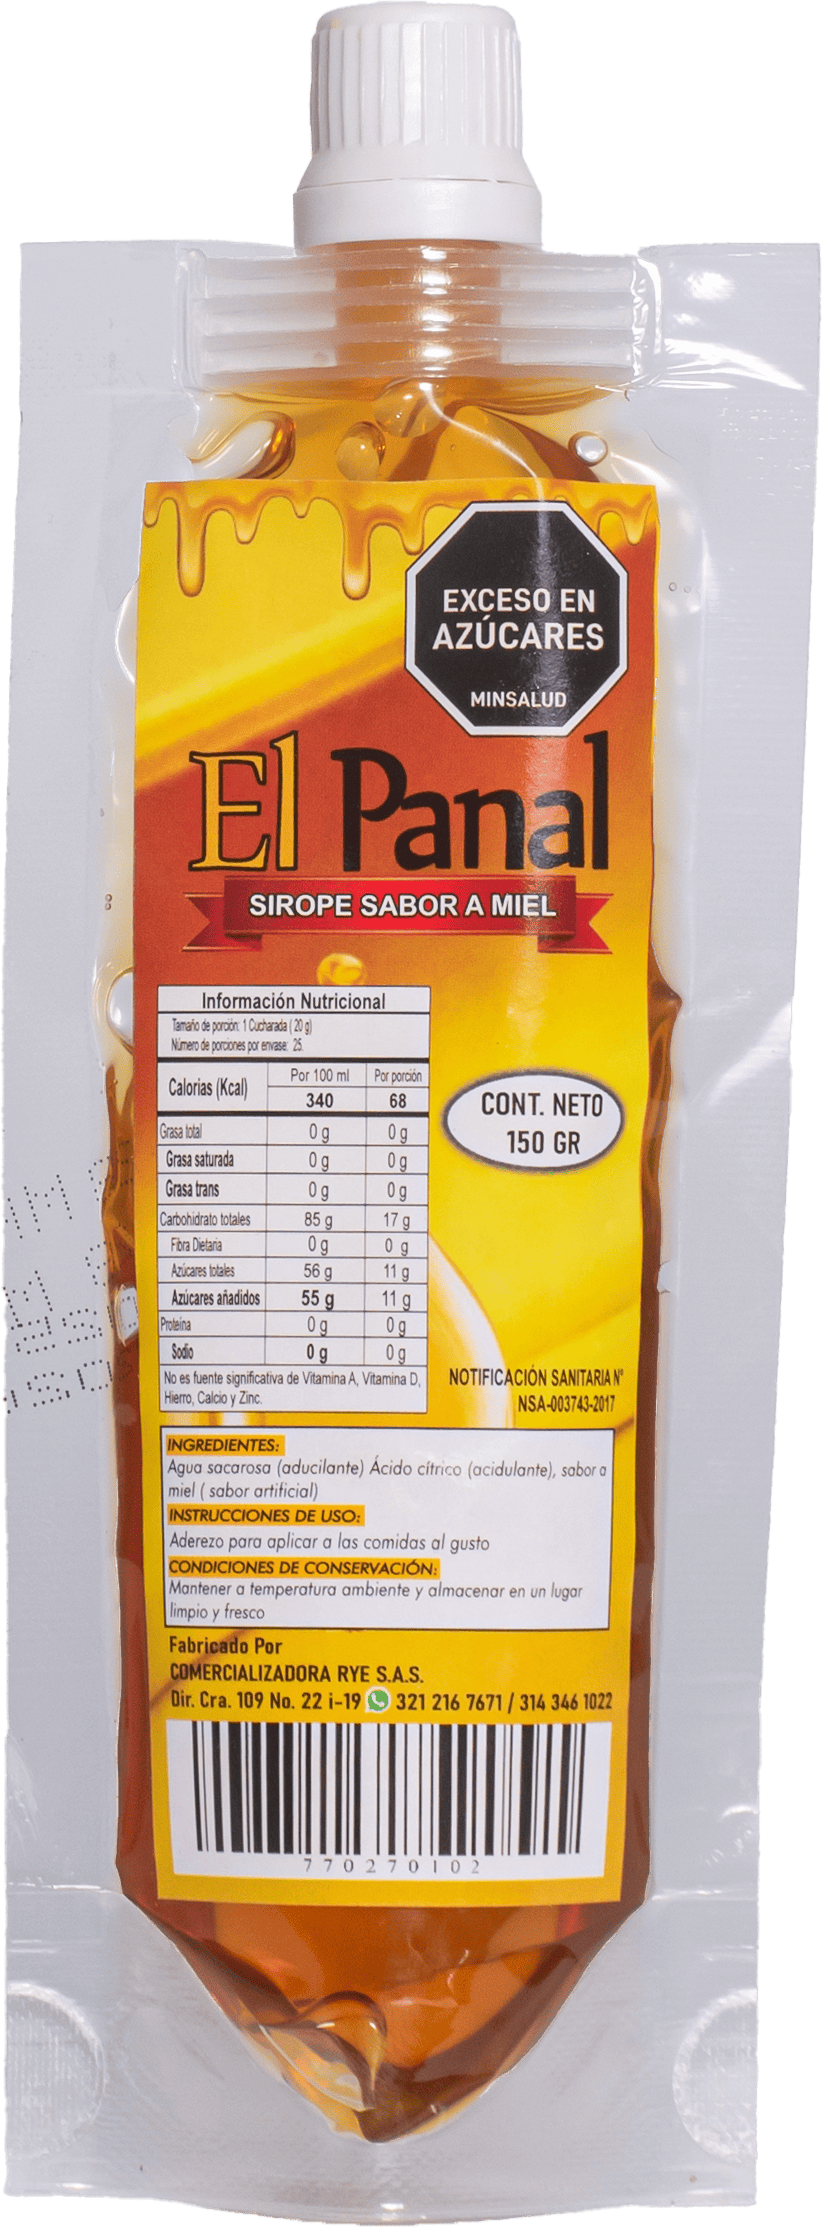 EXCESO EN
AZÚCARES
MINSALUD
El Panal
SIROPE SABOR A MIEL
Información Nutricional
Tamaño de porción: 1 Cucharada ( 20 g)
Número de porciones por envase: 25.
Calorías (Kcal) Por 100 ml Por porción
340 68
Grasa total 0 g 0 g
Grasa saturada 0 g 0 g
Grasa trans 0 g 0 g
Carbohidrato totales 85 g 17 g
Fibra Dietaria 0 g 0 g
Azúcares totales 56 g 11 g
Azúcares añadidos 55 g 11 g
Proteína 0 g 0 g
Sodio 0 g 0 g
No es fuente significativa de Vitamina A, Vitamina D,
Hierro, Calcio y Zinc.
CONT. NETO
150 GR
NOTIFICACIÓN SANITARIA N°
NSA-003743-2017
INGREDIENTES:
Agua sacarosa (aducilante) Ácido cítrico (acidulante), sabor a
miel ( sabor artificial)
INSTRUCCIONES DE USO:
Aderezo para aplicar a las comidas al gusto
CONDICIONES DE CONSERVACIÓN:
Mantener a temperatura ambiente y almacenar en un lugar
limpio y fresco
Fabricado Por
COMERCIALIZADORA RYE S.A.S.
Dir. Cra. 109 No. 22 i-19 321 216 7671 / 314 346 1022
770270102